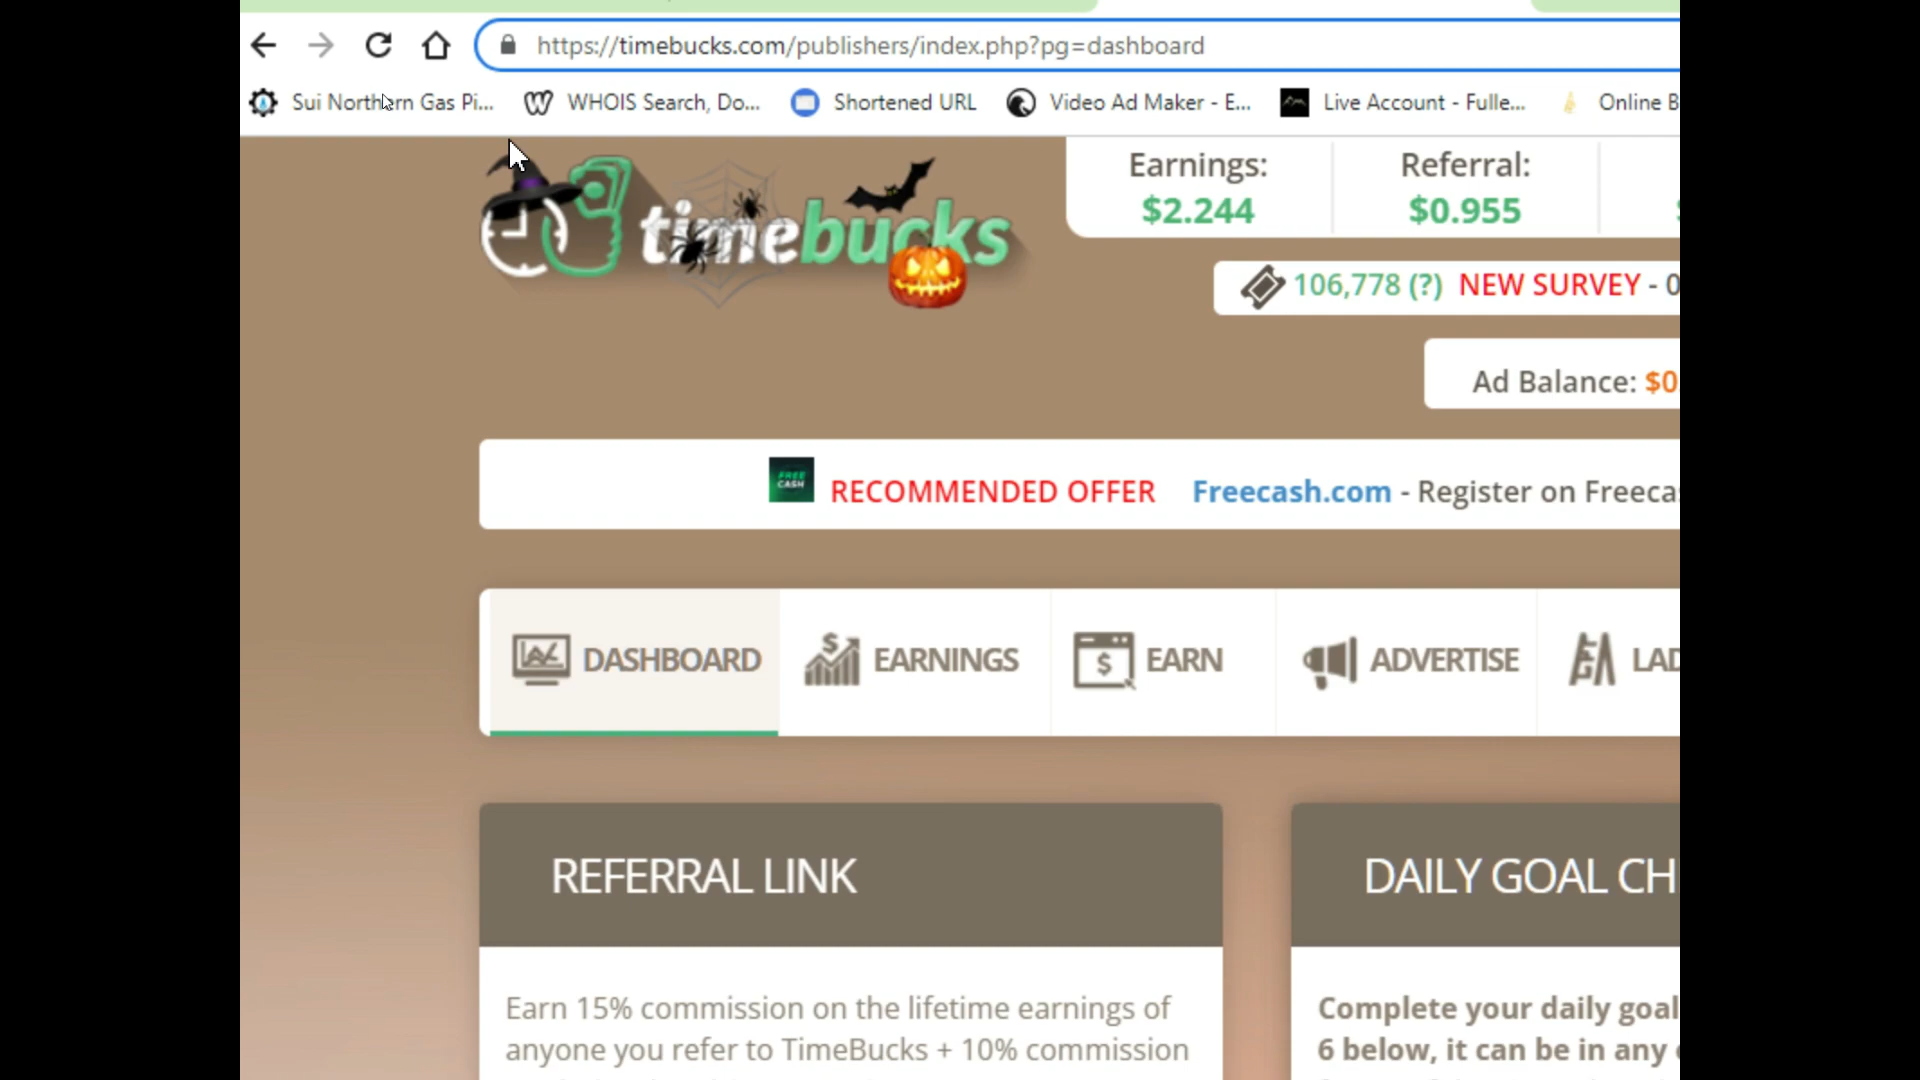 https://timebucks.com/publishers/index.php?pg=dashboard
Sui Northern Gas Pi... WHOIS Search, Do... Shortened URL Video Ad Maker - E... Live Account - Fulle... Online B
timebucks
Earnings: Referral:
$2.244 $0.955
106,778 (?) NEW SURVEY - 0
Ad Balance: $0
FREE CASH RECOMMENDED OFFER Freecash.com - Register on Freeca
DASHBOARD EARNINGS EARN ADVERTISE LAD
REFERRAL LINK
Earn 15% commission on the lifetime earnings of
anyone you refer to TimeBucks + 10% commission
DAILY GOAL CH
Complete your daily goal
6 below, it can be in any